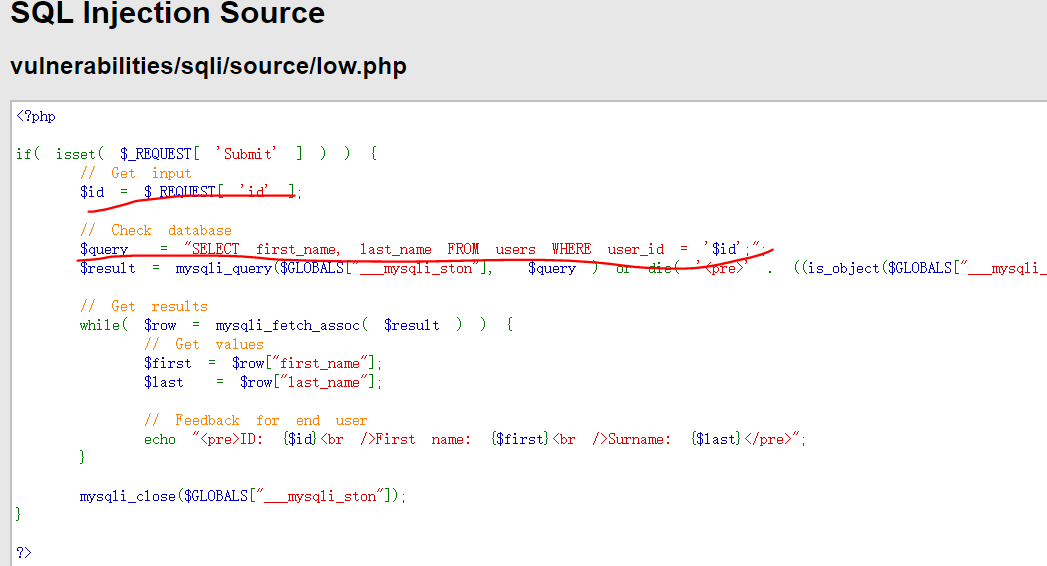 SQL Injection Source
vulnerabilities/sqli/source/low.php
<?php
if( isset( $_REQUEST[ 'Submit' ] ) ) {
// Get input
$id = $_REQUEST[ 'id' ];
// Check database
$query = "SELECT first_name, last_name FROM users WHERE user_id = '$id';";
$result = mysqli_query($GLOBALS["___mysqli_ston"], $query ) or die( '<pre>' . ((is_object($GLOBALS["___mysqli_
// Get results
while( $row = mysqli_fetch_assoc( $result ) ) {
// Get values
$first = $row["first_name"];
$last = $row["last_name"];
// Feedback for end user
echo "<pre>ID: {$id}<br />First name: {$first}<br />Surname: {$last}</pre>";
}
mysqli_close($GLOBALS["___mysqli_ston"]);
}
?>